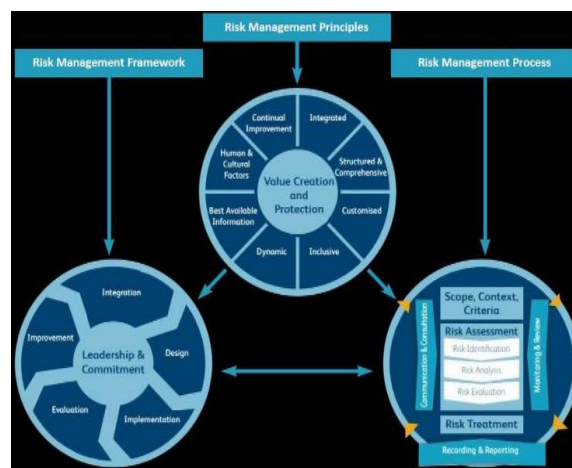 Risk Management Principles
Risk Management Framework
Risk Management Process
Continual
Improvement
Integrated
Human &
Cultural
Factors
Structured &
Comprehensive
Value Creation
and
Protection
Best Available
Information
Customised
Dynamic
Inclusive
Integration
Improvement
Design
Leadership &
Commitment
Evaluation
Implementation
Scope, Context,
Criteria
Communication & Consultation
Risk Assessment
Risk Identification
Risk Analysis
Risk Evaluation
Monitoring & Review
Risk Treatment
Recording & Reporting